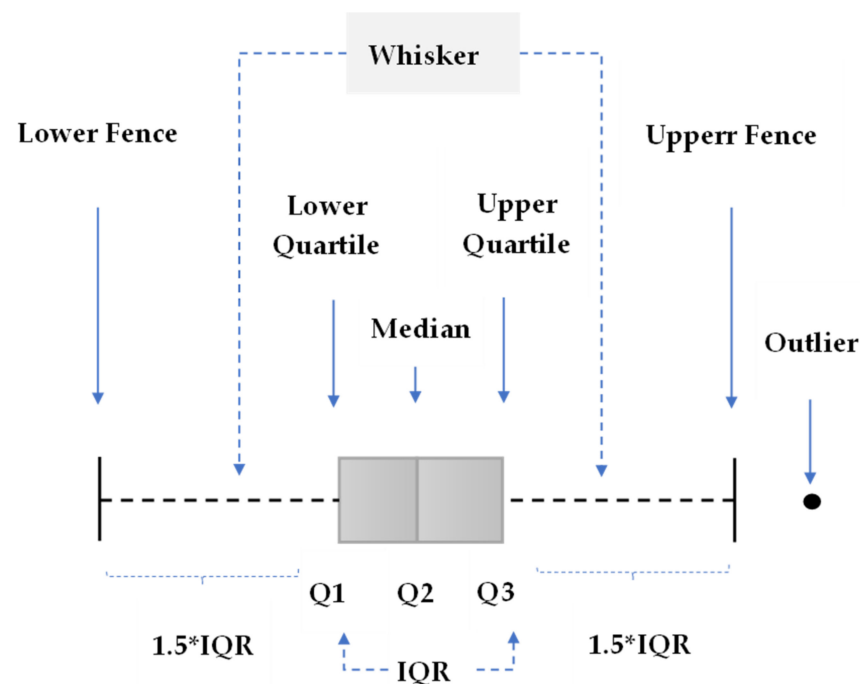 Whisker
Lower Fence
Upperr Fence
Lower
Quartile
Upper
Quartile
Median
Outlier
Q1
Q2
Q3
1.5*IQR
1.5*IQR
IQR